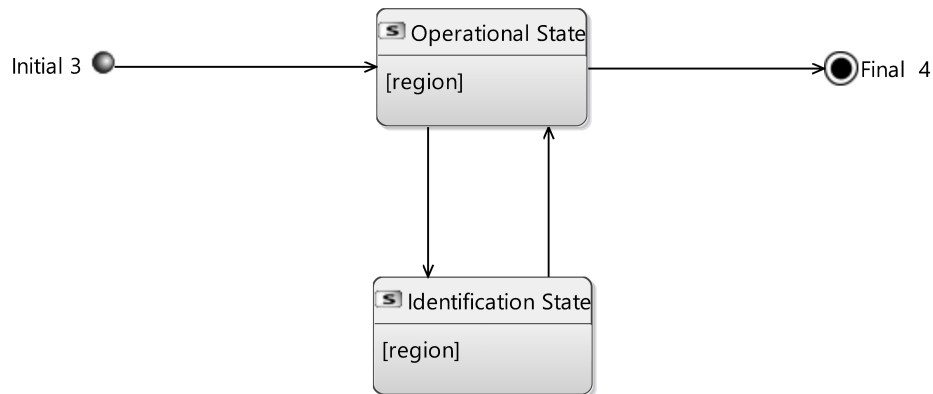 S Operational State
Initial 3
Final 4
[region]
S Identification State
[region]